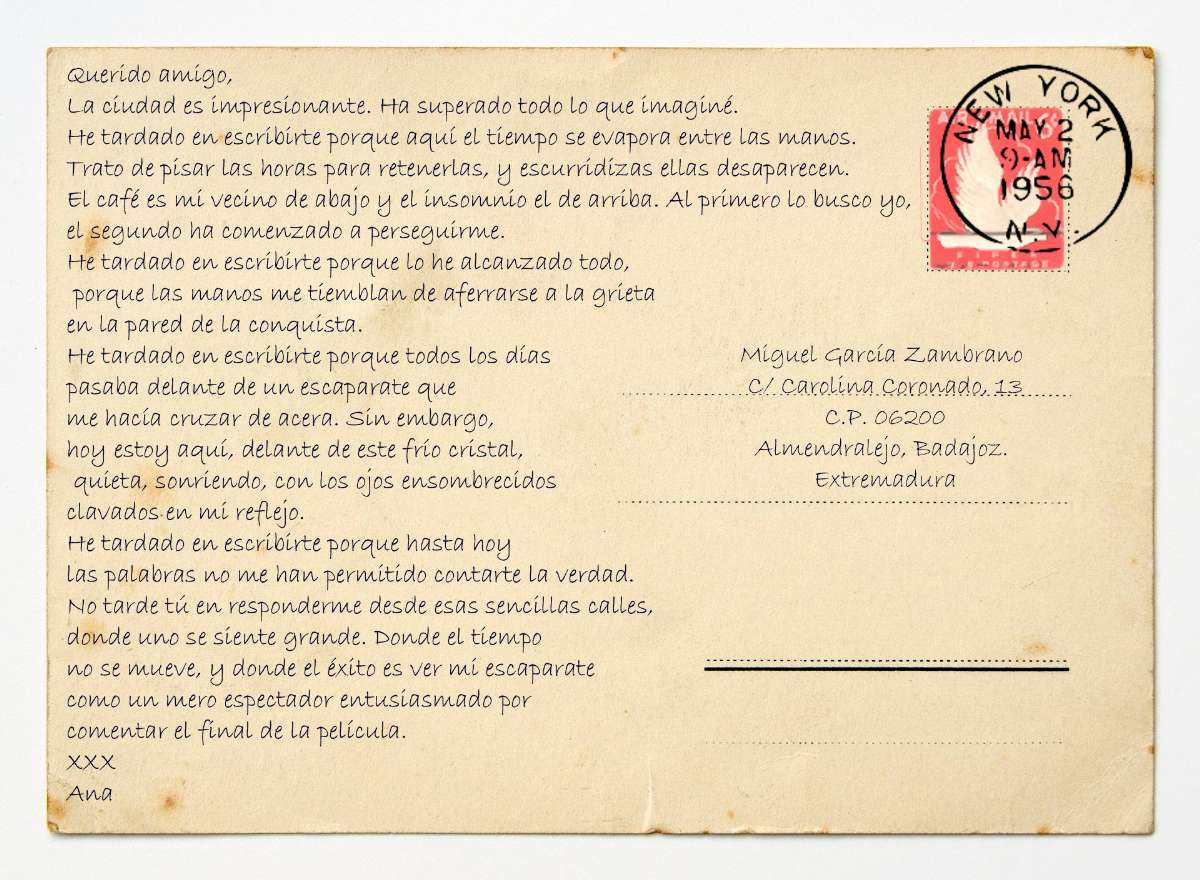 Querido amigo,
La ciudad es impresionante. Ha superado todo lo que imaginé.
He tardado en escribirte porque aquí el tiempo se evapora entre las manos.
Trato de pisar las horas para retenerlas, y escurridizas ellas desaparecen.
El café es mi vecino de abajo y el insomnio el de arriba. Al primero lo busco yo,
el segundo ha comenzado a perseguirme.
He tardado en escribirte porque lo he alcanzado todo,
porque las manos me tiemblan de aferrarse a la grieta
en la pared de la conquista.
He tardado en escribirte porque todos los días
pasaba delante de un escaparate que
me hacía cruzar de acera. Sin embargo,
hoy estoy aquí, delante de este frío cristal,
quieta, sonriendo, con los ojos ensombrecidos
clavados en mi reflejo.
He tardado en escribirte porque hasta hoy
las palabras no me han permitido contarte la verdad.
No tarde tú en responderme desde esas sencillas calles,
donde uno se siente grande. Donde el tiempo
no se mueve, y donde el éxito es ver mi escaparate
como un mero espectador entusiasmado por
comentar el final de la película.
XXX
Ana
NEW YORK
MAY 2
9-AM
1956
N.Y.
Miguel García Zambrano
C/ Carolina Coronado, 13
C.P. 06200
Almendralejo, Badajoz.
Extremadura